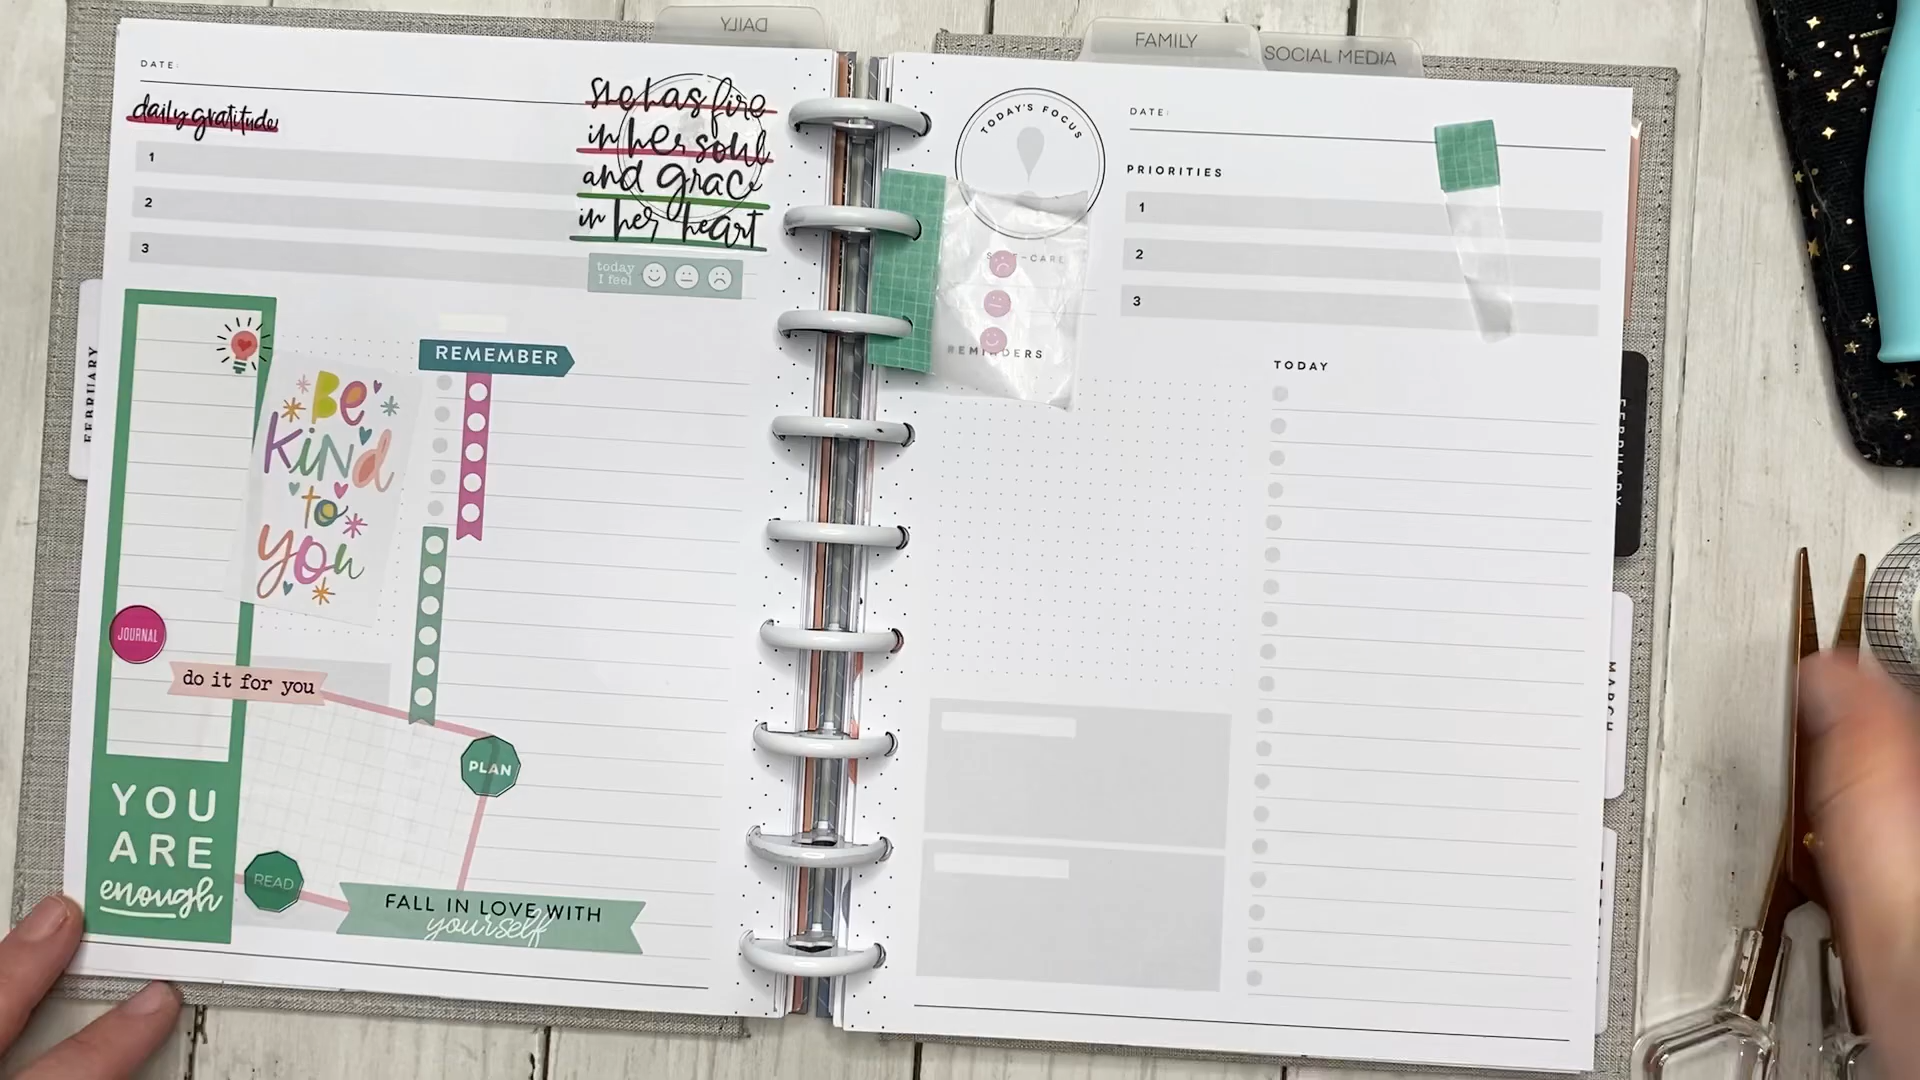 DAILY
DATE:
daily gratitude
1
2
3
she has fire
in her soul
and grace
in her heart
today
I feel
FEBRUARY
REMEMBER
BE
KIND
to
you
JOURNAL
do it for you
PLAN
YOU
ARE
enough
READ
FALL IN LOVE WITH
yourself
FAMILY
SOCIAL MEDIA
TODAY'S FOCUS
DATE:
PRIORITIES
1
2
3
REMINDERS
TODAY
FEBRUARY
MARCH